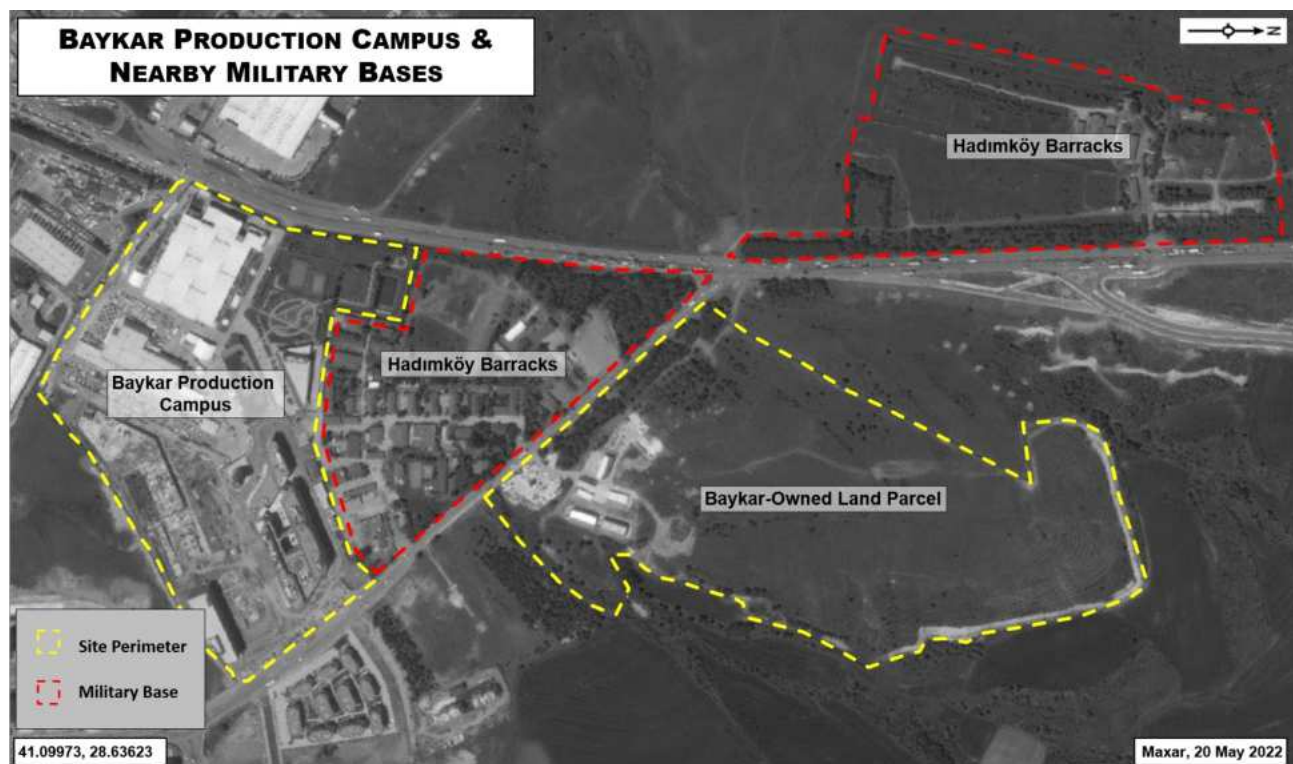 BAYKAR PRODUCTION CAMPUS &
NEARBY MILITARY BASES
N
Hadımköy Barracks
Hadımköy Barracks
Baykar Production
Campus
Baykar-Owned Land Parcel
Site Perimeter
Military Base
41.09973, 28.63623
Maxar, 20 May 2022